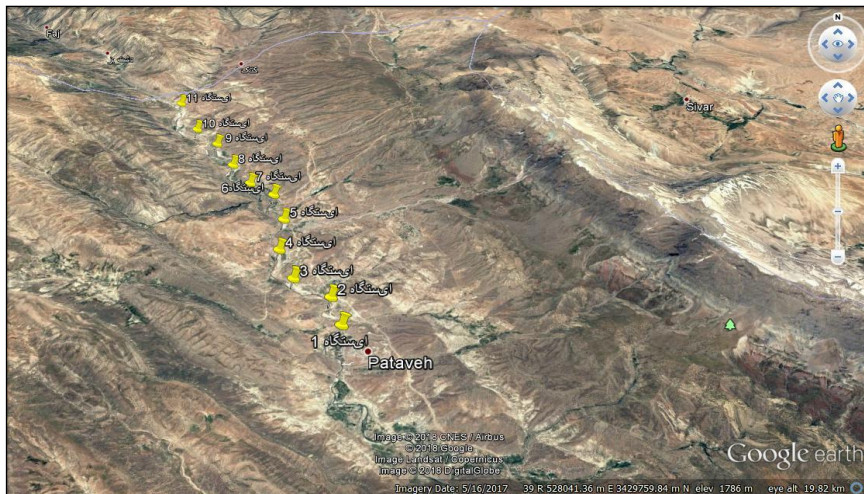 N
Faj
کتک
Sivar
ایستگاه 11
ایستگاه 10
ایستگاه 9
ایستگاه 8
ایستگاه 7
ایستگاه 6
ایستگاه 5
ایستگاه 4
ایستگاه 3
ایستگاه 2
ایستگاه 1
Pataveh
Image © 2018 CNES / Airbus
© 2018 Google
Image Landsat / Copernicus
Image © 2018 DigitalGlobe
Google earth
Imagery Date: 5/16/2017 39 R 528041.36 m E 3429759.84 m N elev 1786 m eye alt 19.82 km